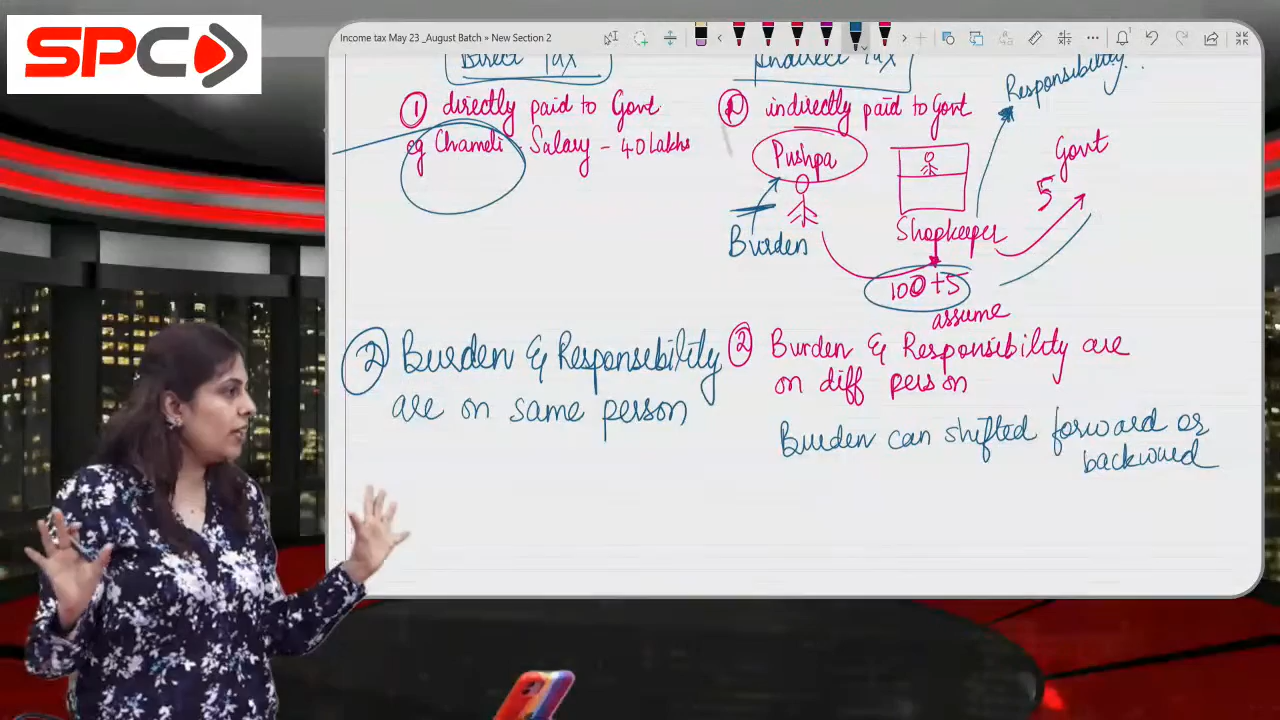 SPC
Income tax May 23 _August Batch » New Section 2
Direct Tax
① directly paid to Govt
eg Chameli - Salary - 40 Lakhs
② Burden & Responsibility
are on same person
Indirect Tax
① indirectly paid to Govt
Responsibility..
Pushpa
Govt
5
Burden
Shopkeeper
100+5
assume
② Burden & Responsibility are
on diff person
Burden can shifted forward or
backward